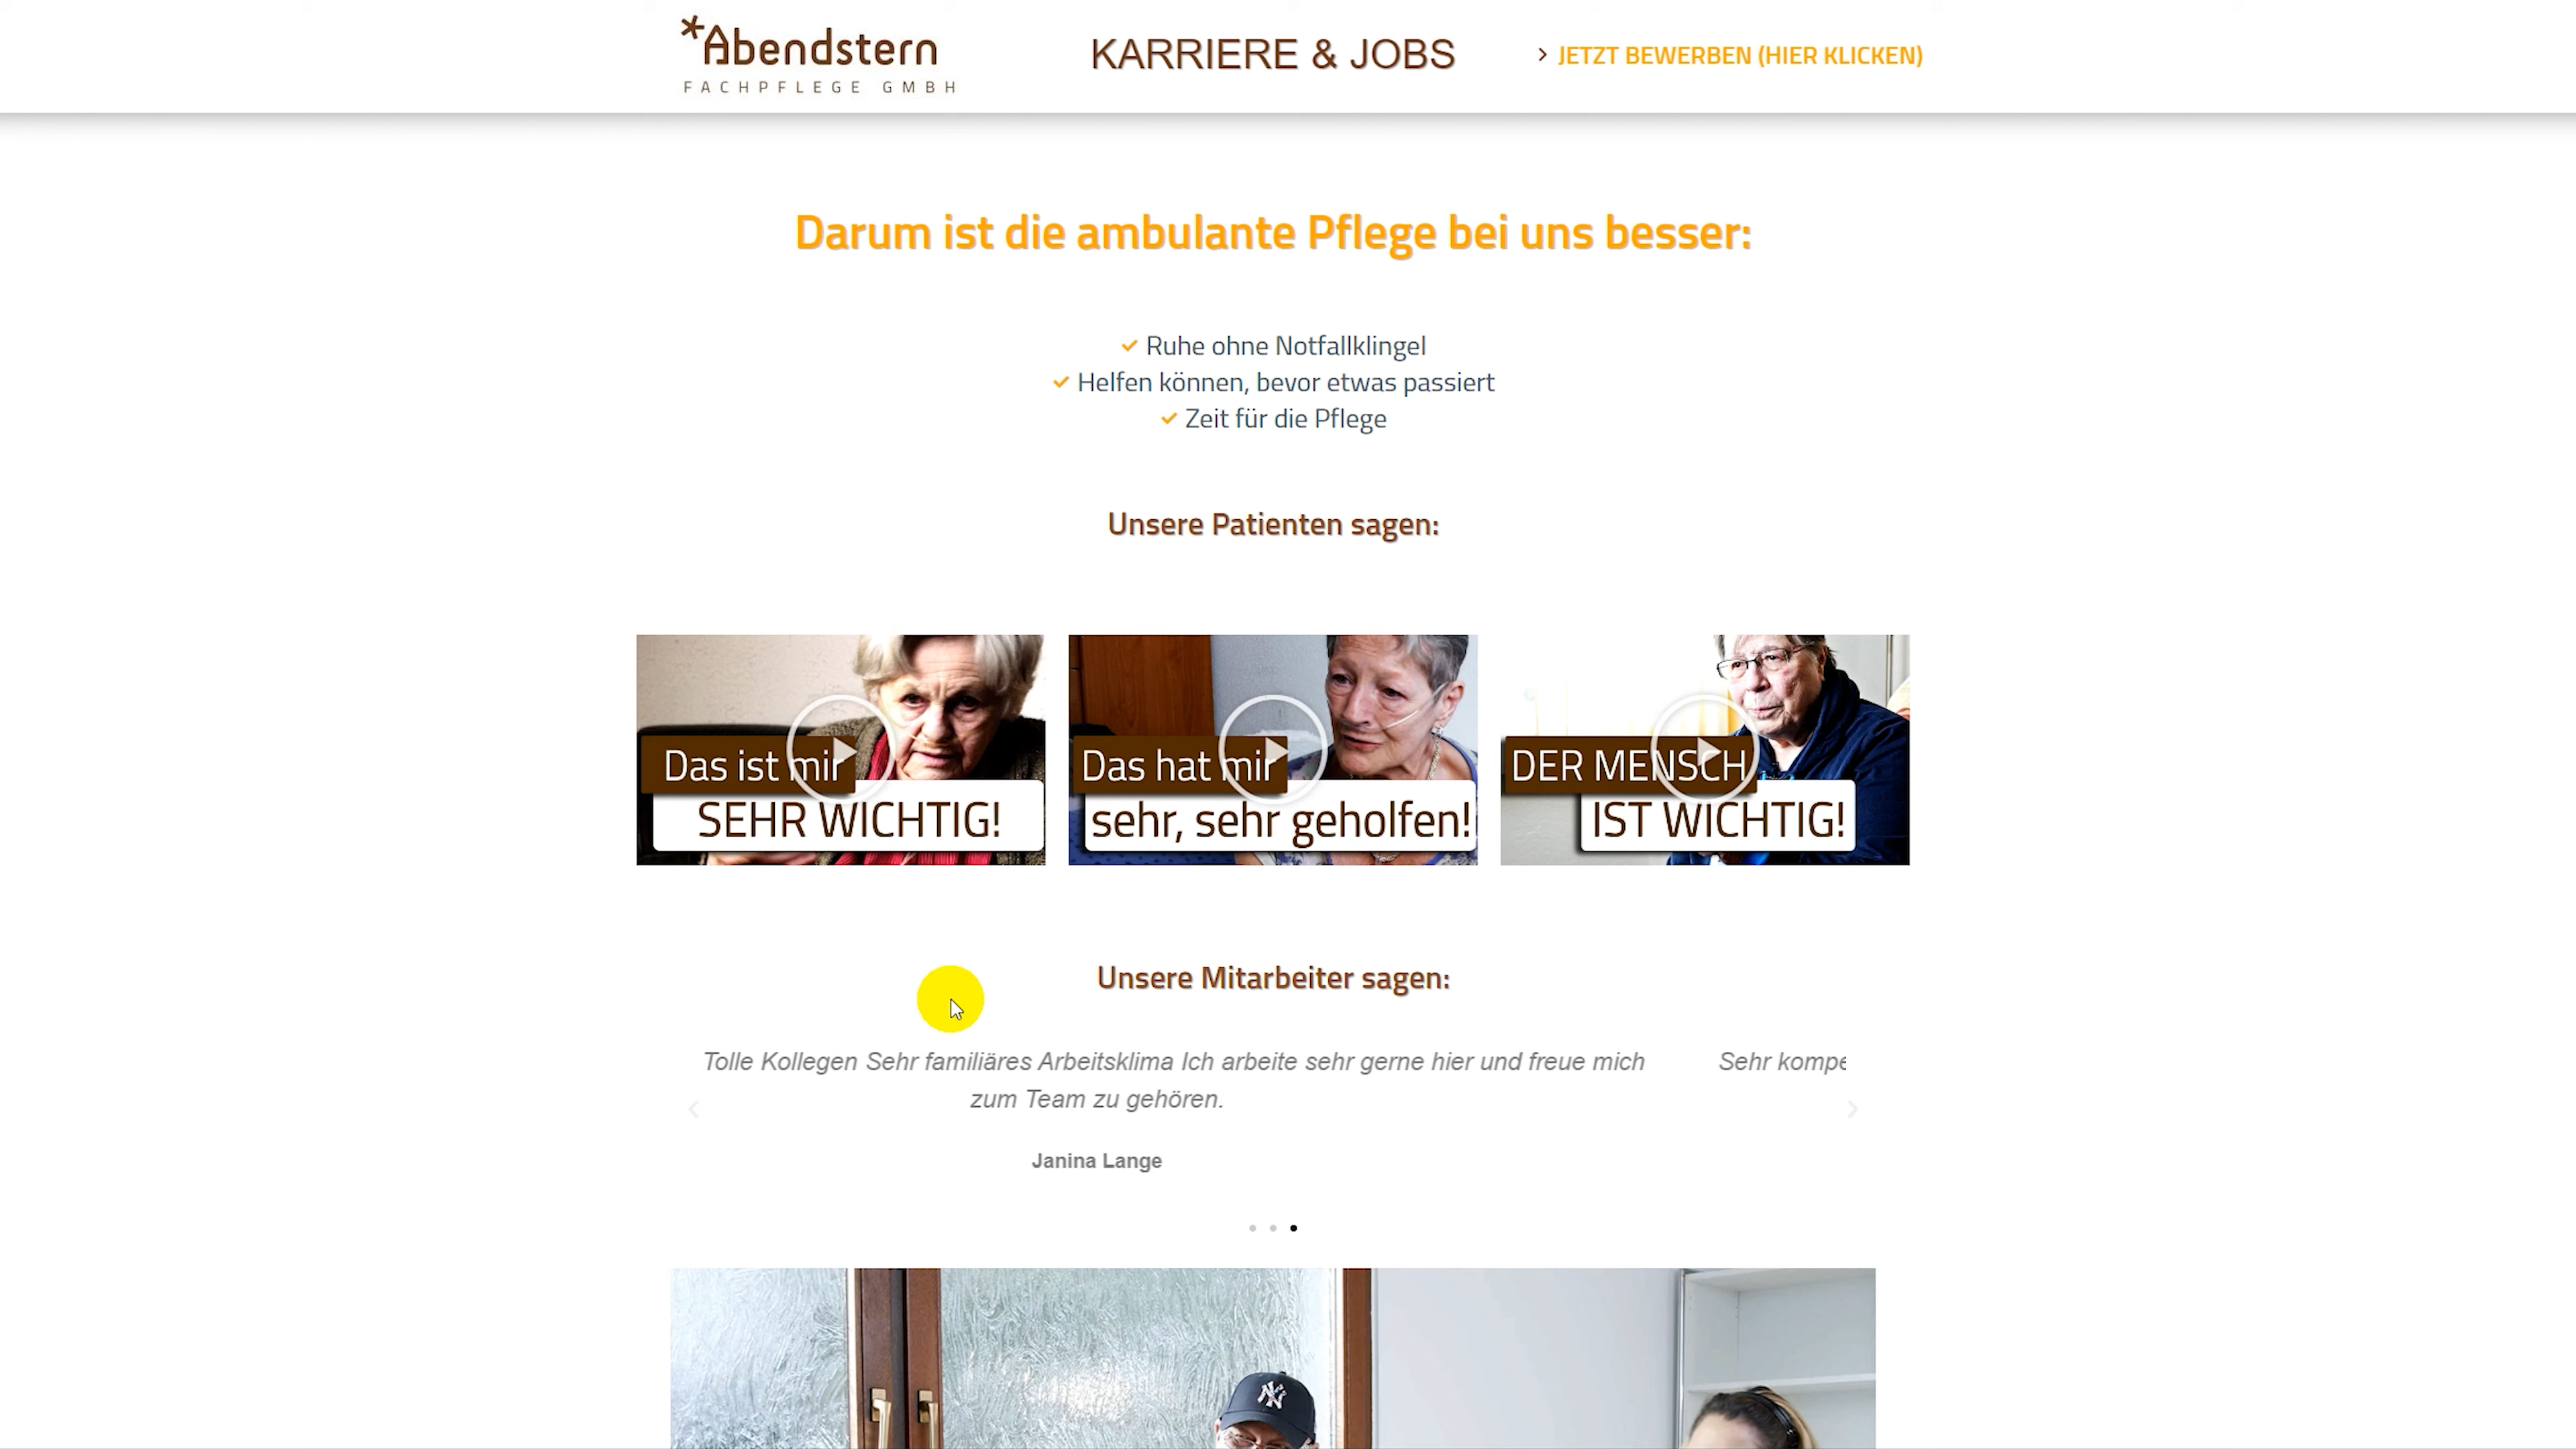 *Abendstern
FACHPFLEGE GMBH
KARRIERE & JOBS
JETZT BEWERBEN (HIER KLICKEN)
Darum ist die ambulante Pflege bei uns besser:
Ruhe ohne Notfallklingel
Helfen können, bevor etwas passiert
Zeit für die Pflege
Unsere Patienten sagen:
Das ist mir
SEHR WICHTIG!
Das hat mir
sehr, sehr geholfen!
DER MENSCH
IST WICHTIG!
Unsere Mitarbeiter sagen:
Tolle Kollegen Sehr familiäres Arbeitsklima Ich arbeite sehr gerne hier und freue mich
zum Team zu gehören.
Janina Lange
Sehr
NY